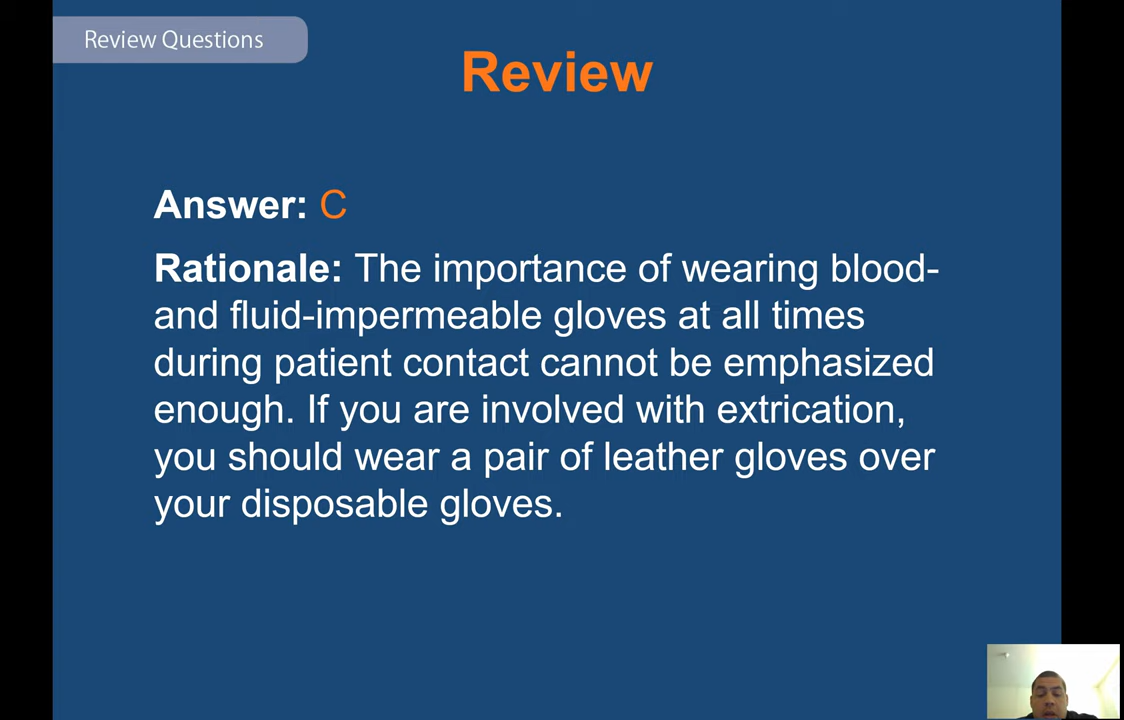 Review Questions
Review
Answer: C
Rationale: The importance of wearing blood-
and fluid-impermeable gloves at all times
during patient contact cannot be emphasized
enough. If you are involved with extrication,
you should wear a pair of leather gloves over
your disposable gloves.